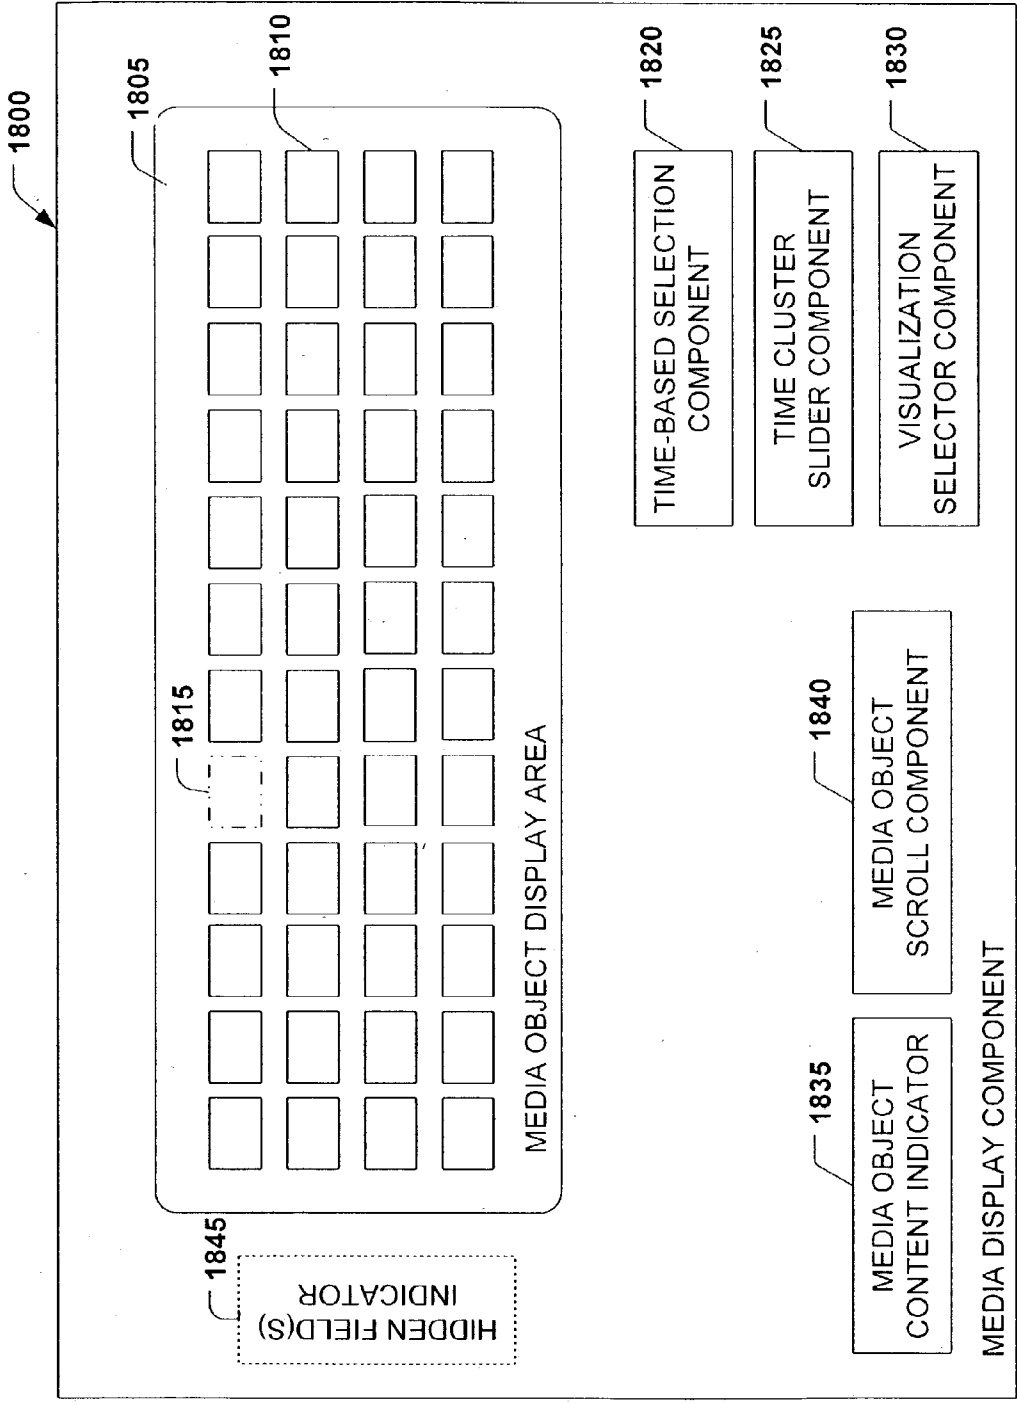 1800
1805
1810
1815
MEDIA OBJECT DISPLAY AREA
1845
HIDDEN FIELD(S)
INDICATOR
1820
TIME-BASED SELECTION
COMPONENT
1825
TIME CLUSTER
SLIDER COMPONENT
1830
VISUALIZATION
SELECTOR COMPONENT
1840
MEDIA OBJECT
SCROLL COMPONENT
1835
MEDIA OBJECT
CONTENT INDICATOR
MEDIA DISPLAY COMPONENT